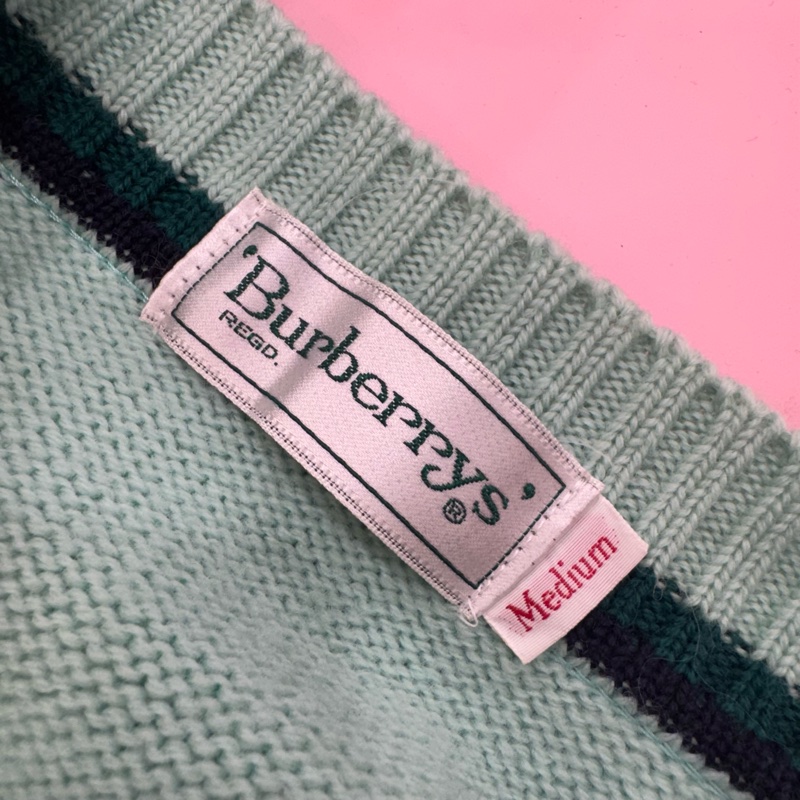 'Burberrys'
REGD. ®
Medium